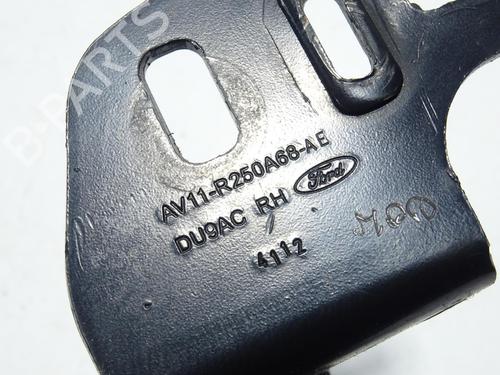 B-PARTS
AV11-R250A68-AE
DU9AC RH Ford
4112